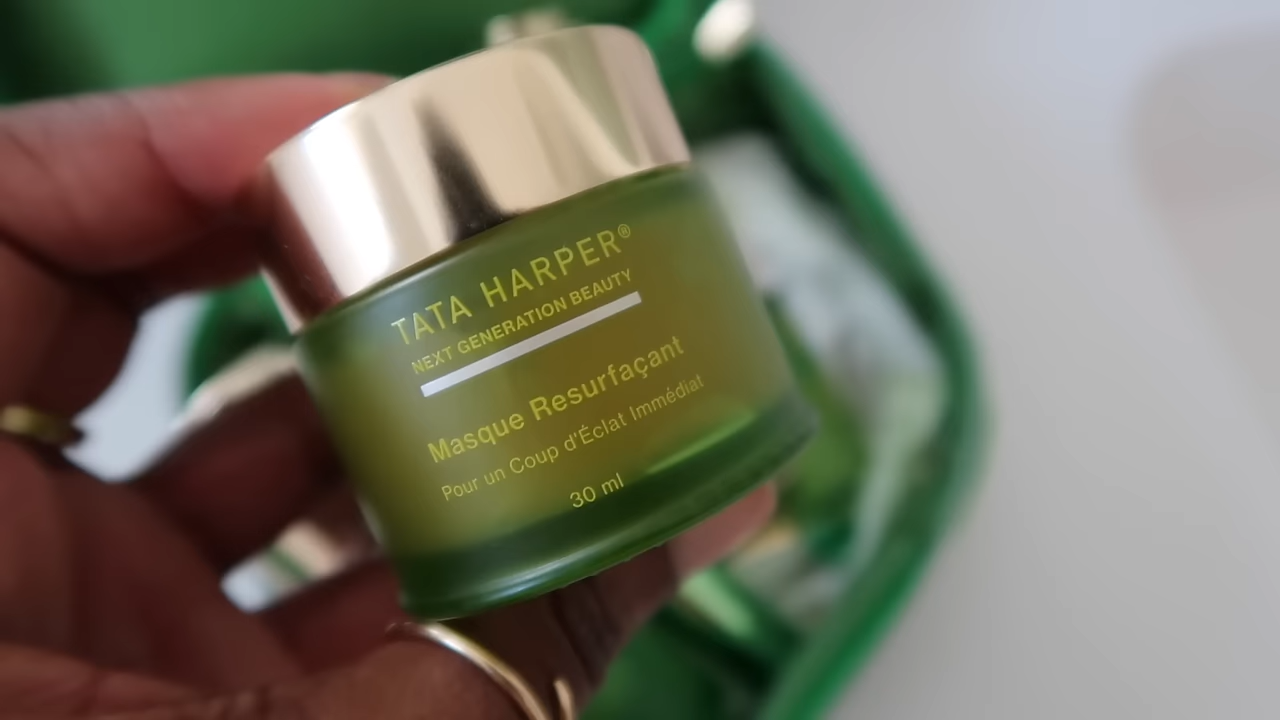 TATA HARPER®
NEXT GENERATION BEAUTY
Masque Resurfaçant
Pour un Coup d'Éclat Immédiat
30 ml